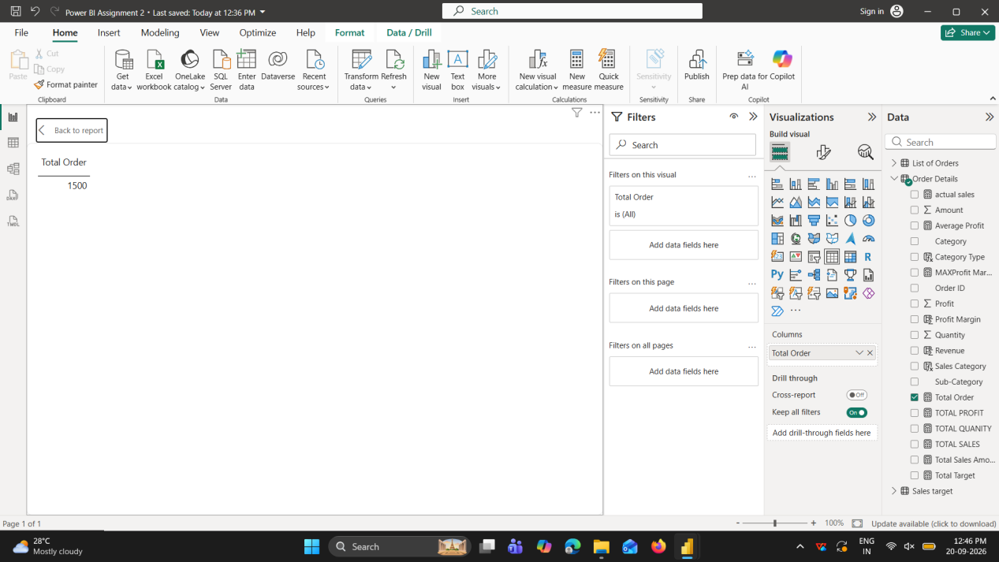 Power BI Assignment 2 • Last saved: Today at 12:36 PM
Search
Sign in
File
Home
Insert
Modeling
View
Optimize
Help
Format
Data / Drill
Share
Paste
Cut
Copy
Format painter
Clipboard
Get data
Excel workbook
OneLake catalog
SQL Server
Enter data
Dataverse
Recent sources
Data
Transform data
Refresh
Queries
New visual
Text box
More visuals
Insert
New visual calculation
New measure
Quick measure
Calculations
Sensitivity
Sensitivity
Publish
Share
Prep data for AI
Copilot
Copilot
Back to report
Total Order
1500
Filters
Search
Filters on this visual
Total Order
is (All)
Add data fields here
Filters on this page
Add data fields here
Filters on all pages
Add data fields here
Visualizations
Build visual
123
R
Py
Columns
Total Order
Drill through
Cross-report
Off
Keep all filters
On
Add drill-through fields here
Data
Search
List of Orders
Order Details
actual sales
Amount
Average Profit
Category
Category Type
MAXProfit Mar...
Order ID
Profit
Profit Margin
Quantity
Revenue
Sales Category
Sub-Category
Total Order
TOTAL PROFIT
TOTAL QUANITY
TOTAL SALES
Total Sales Amo...
Total Target
Sales target
DAX
TMDL
Page 1 of 1
100%
Update available (click to download)
28°C
Mostly cloudy
Search
ENG
IN
12:46 PM
20-09-2026